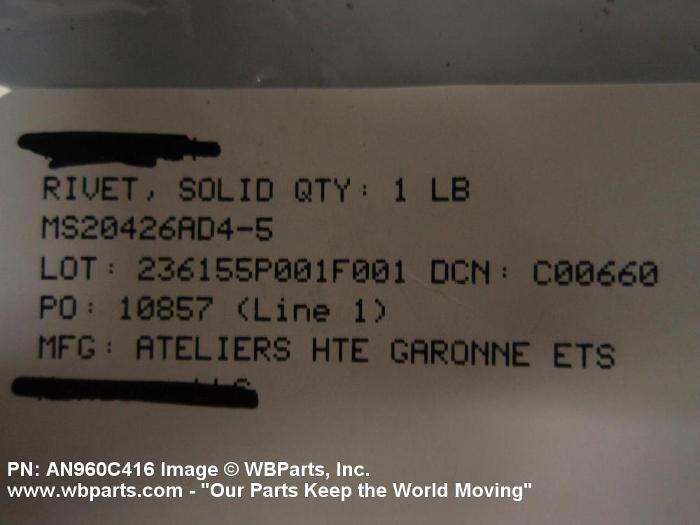 RIVET, SOLID QTY: 1 LB
MS20426AD4-5
LOT: 236155P001F001 DCN: C00660
PO: 10857 (Line 1)
MFG: ATELIERS HTE GARONNE ETS
PN: AN960C416 Image © WBParts, Inc.
www.wbparts.com - "Our Parts Keep the World Moving"